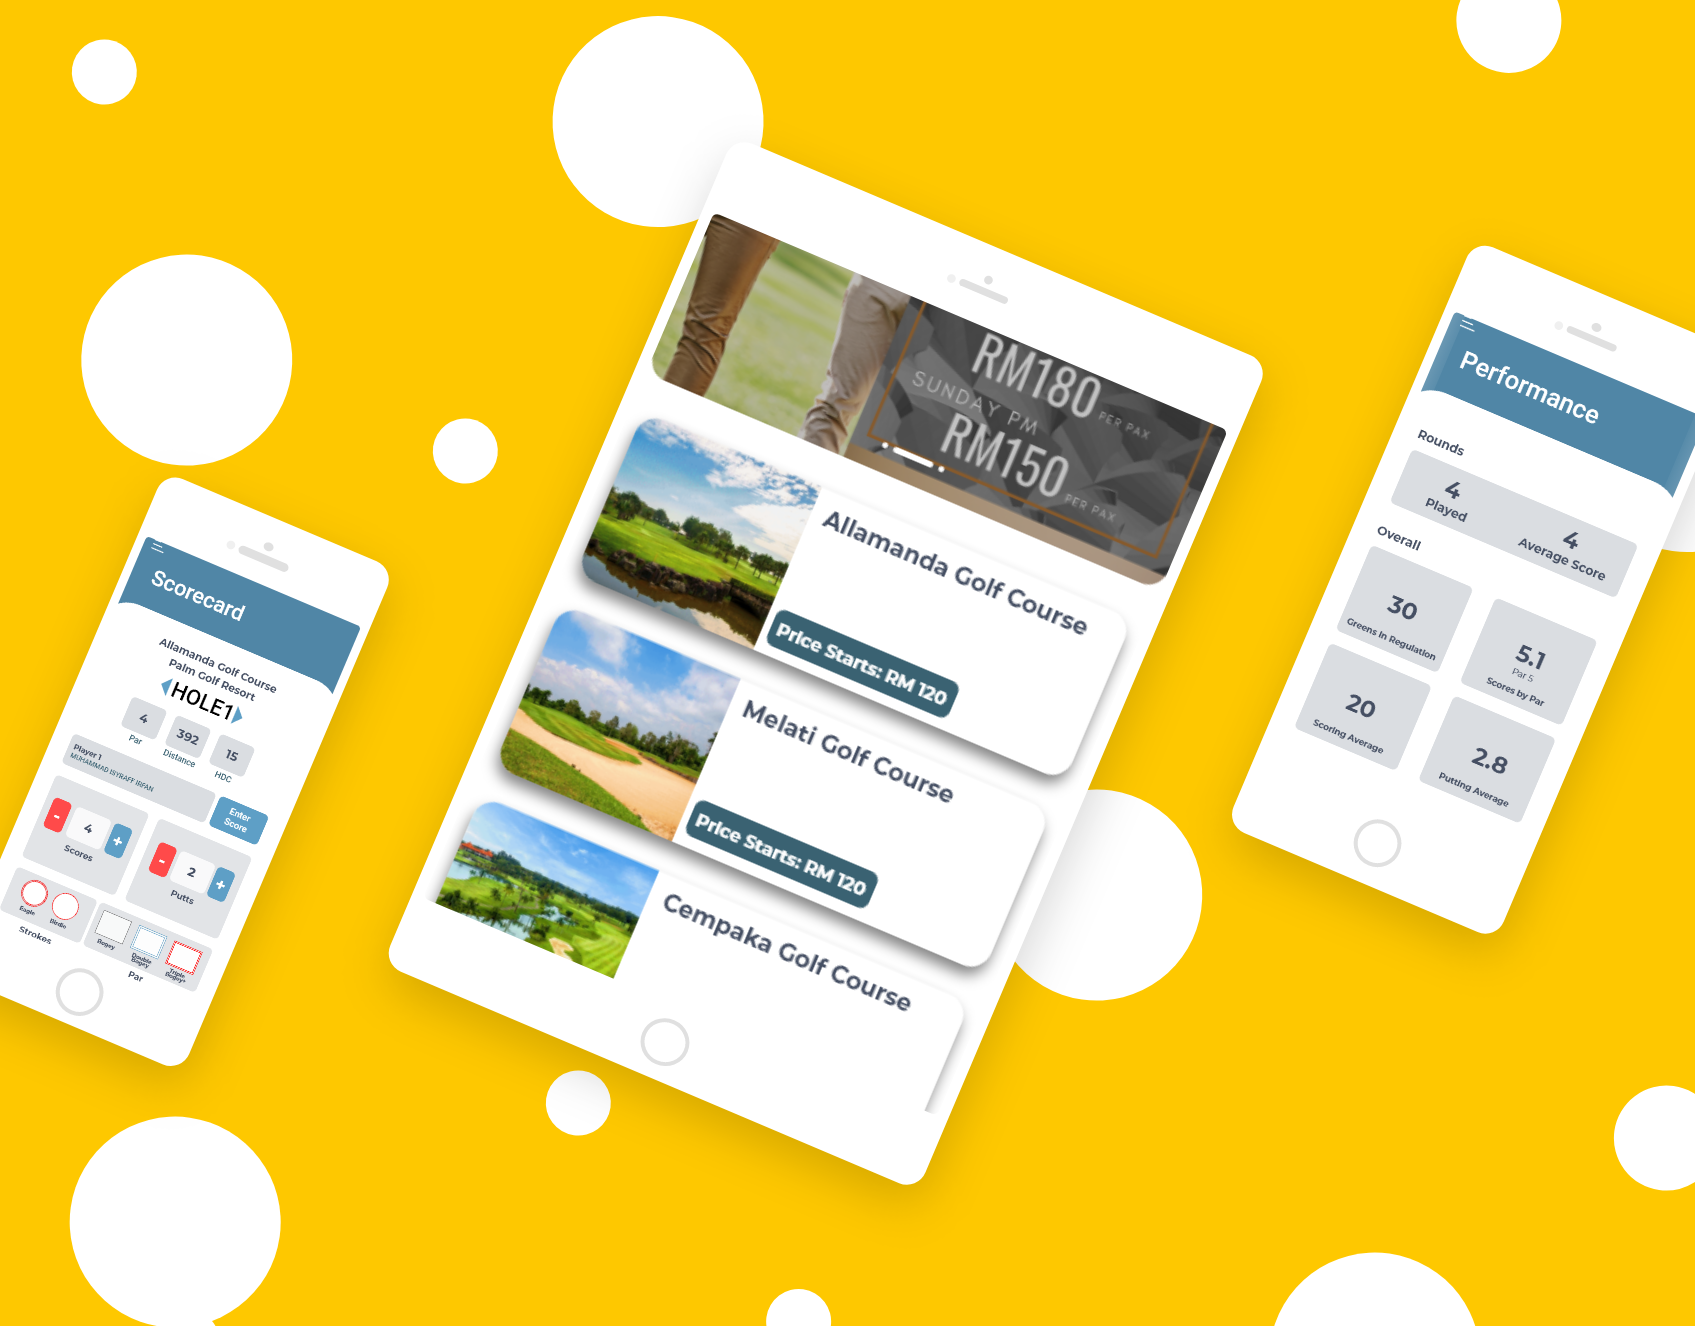 Scorecard
Allamanda Golf Course
Palm Golf Resort
HOLE1
4
Par
392
Distance
15
HDC
Player 1
MUHAMMAD ISYRAFF IRFAN
Enter
Score
-
4
+
Scores
-
2
+
Putts
Eagle
Birdie
Strokes
Bogey
Double
Bogey
Triple
Bogey+
Par
RM180
PER PAX
SUNDAY PM
RM150
PER PAX
Allamanda Golf Course
Price Starts: RM 120
Melati Golf Course
Price Starts: RM 120
Cempaka Golf Course
Performance
Rounds
4
Played
4
Average Score
Overall
30
Greens In Regulation
5.1
Par 5
Scores by Par
20
Scoring Average
2.8
Putting Average